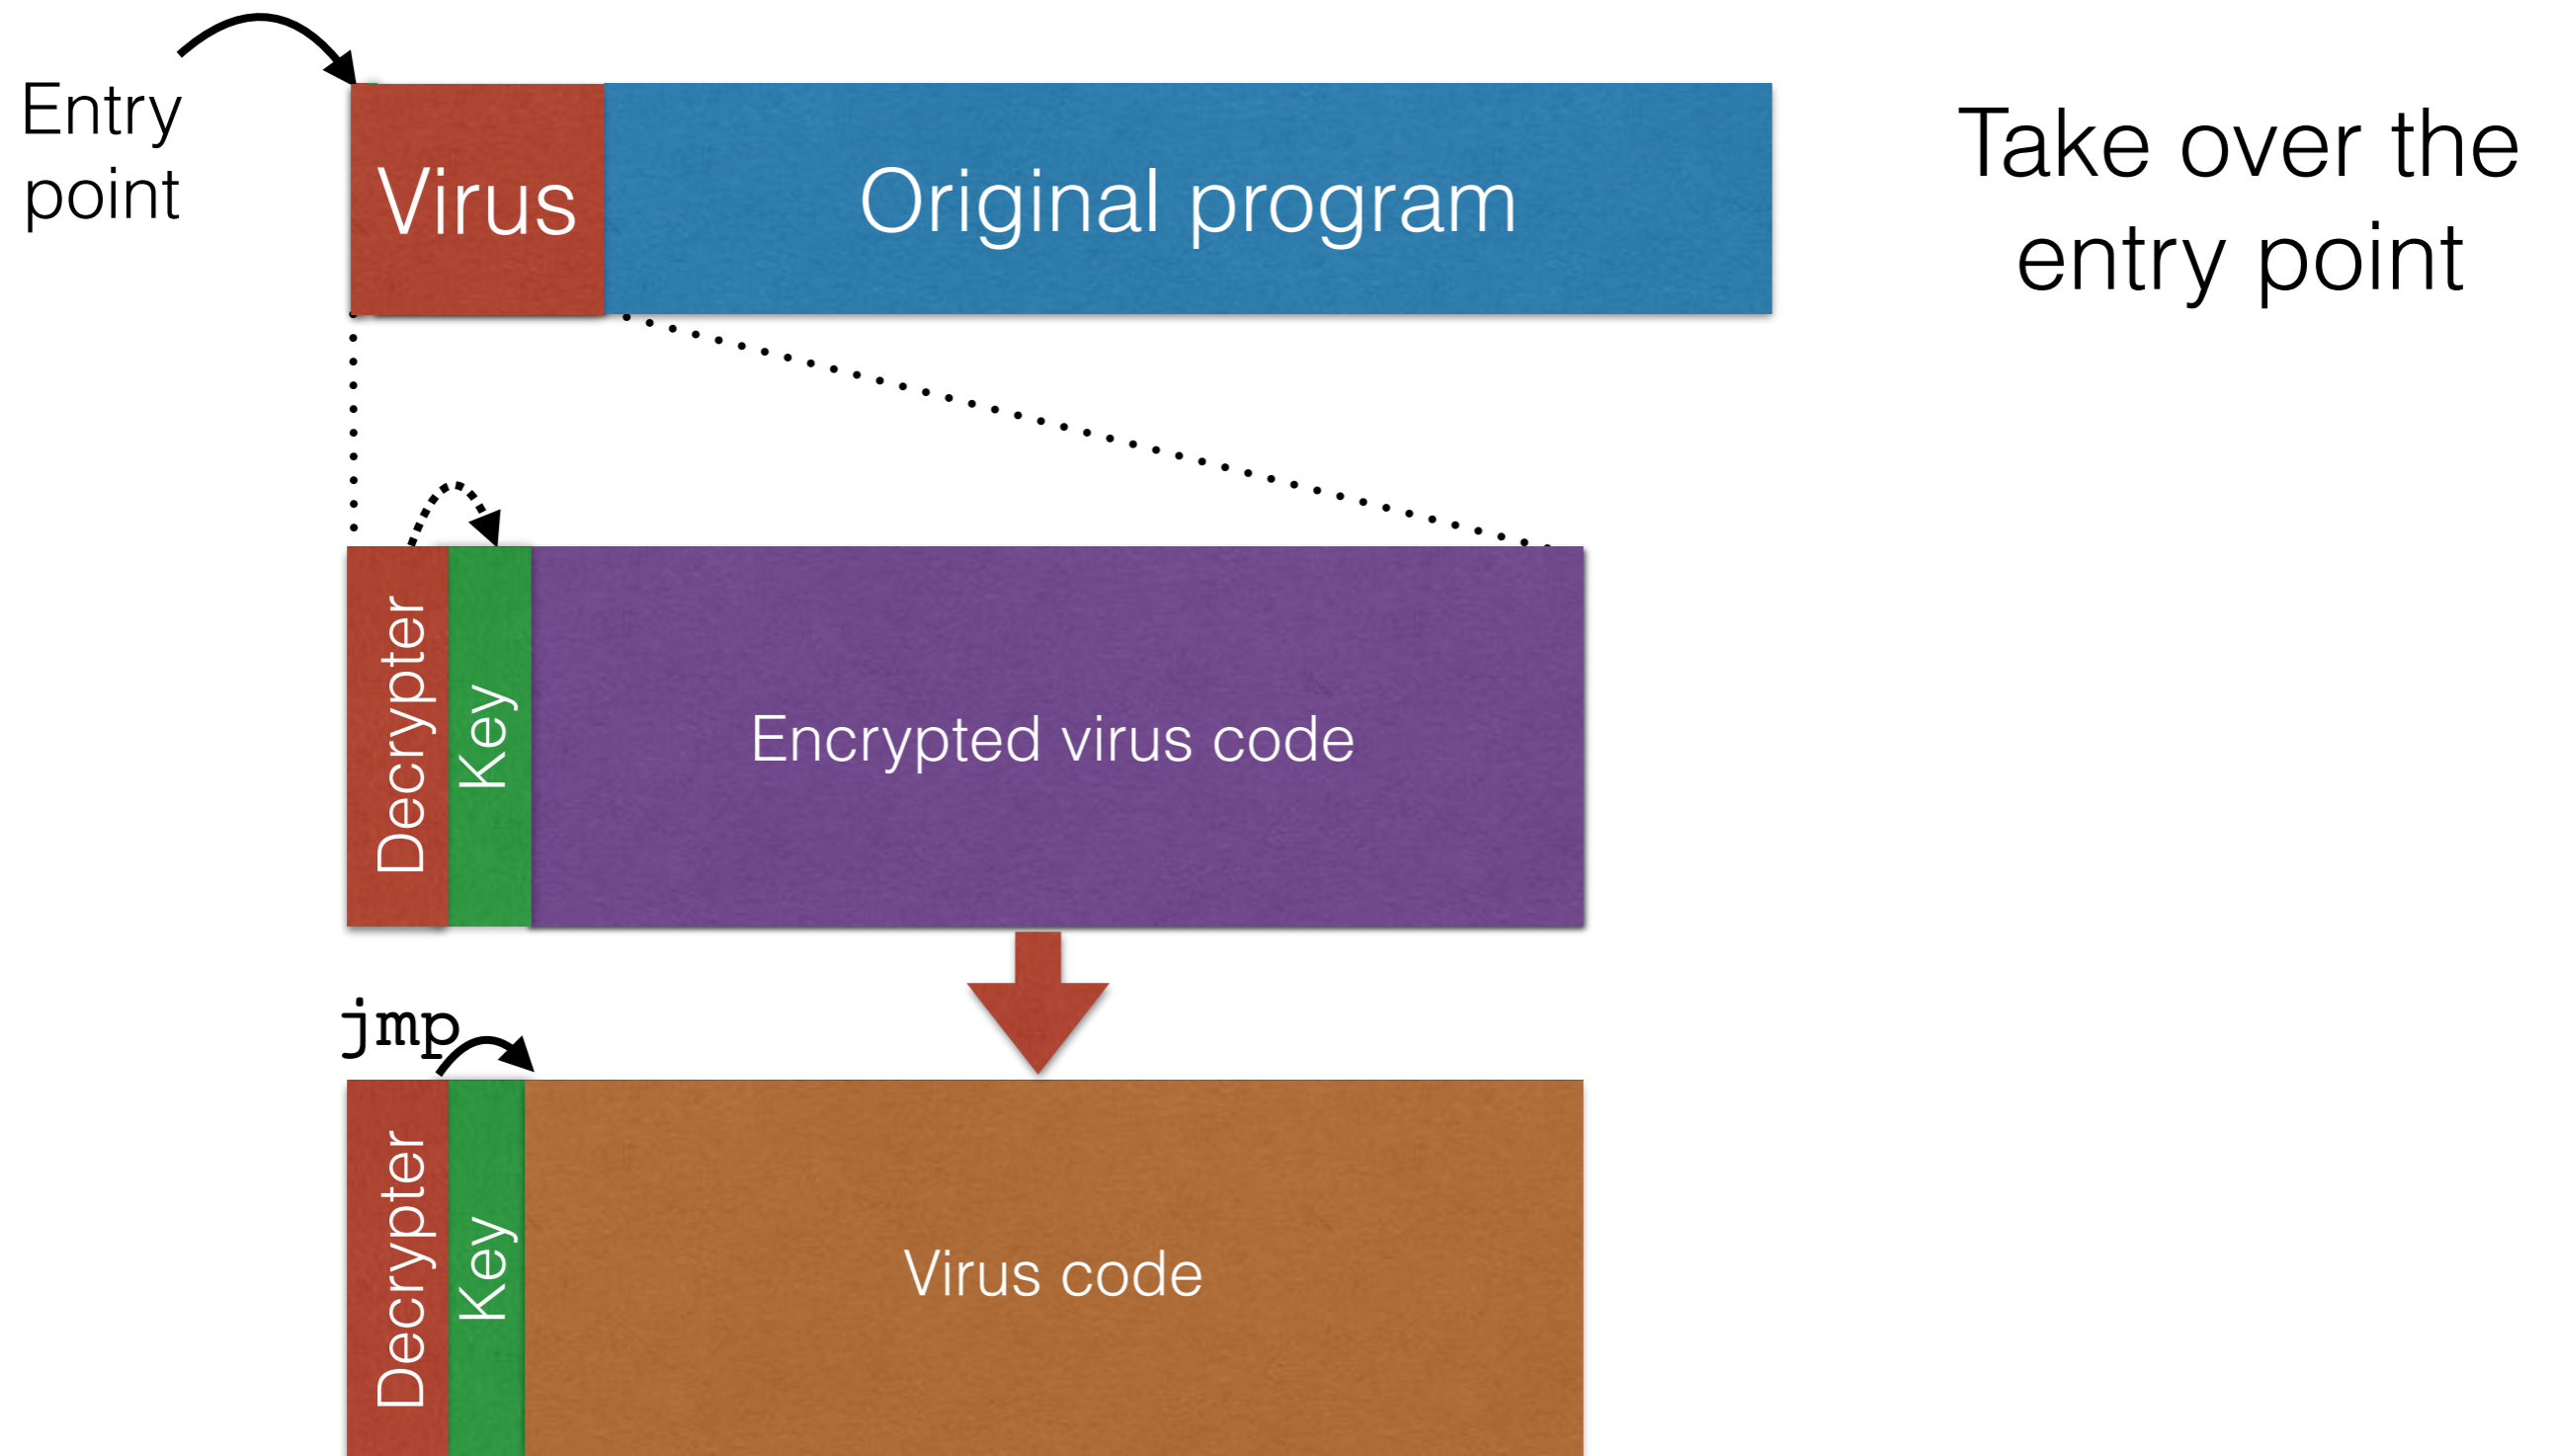 Entry
point
Virus
Original program
Take over the
entry point
Decrypter
Key
Encrypted virus code
jmp
Decrypter
Key
Virus code